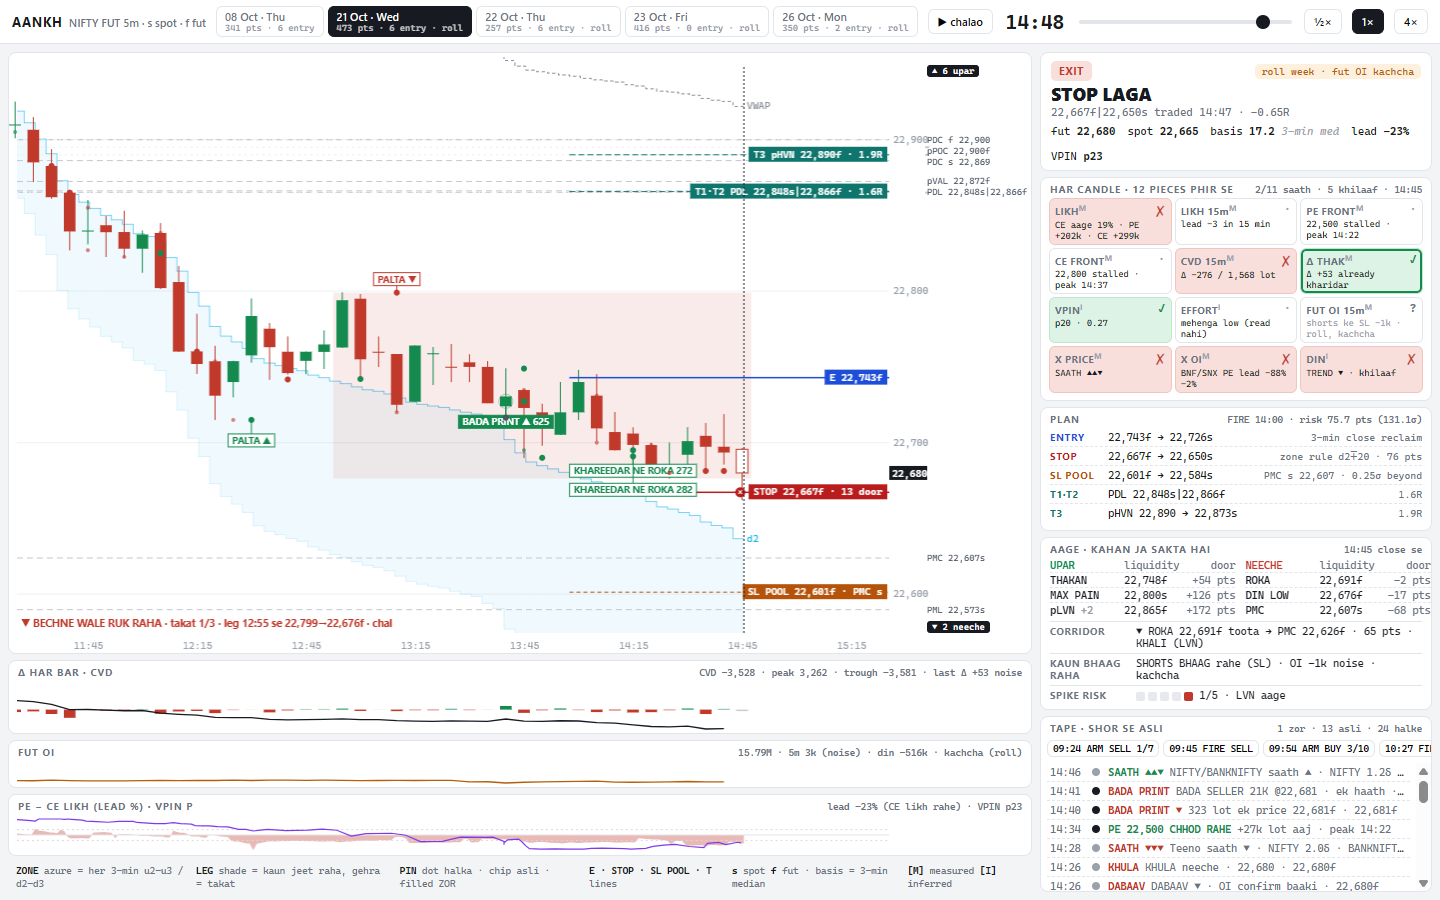 AANKH NIFTY FUT 5m · s spot · f fut
08 Oct · Thu
341 pts · 6 entry
21 Oct · Wed
473 pts · 6 entry · roll
22 Oct · Thu
257 pts · 6 entry · roll
23 Oct · Fri
416 pts · 0 entry · roll
26 Oct · Mon
350 pts · 2 entry · roll
▶ chalao 14:48 ½× 1× 4×
▲ 6 upar
VWAP
22,900
PDC f 22,900
pPOC 22,900f
PDC s 22,869
T3 pHVN 22,890f · 1.9R
pVAL 22,872f
T1·T2 PDL 22,848s|22,866f · 1.6R
PDL 22,848s|22,866f
PALTA ▼
22,800
E 22,743f
BADA PRINT ▲ 625
PALTA ▲
22,700
KHAREEDAR NE ROKA 272
22,680
KHAREEDAR NE ROKA 282
STOP 22,667f · 13 door
d2
PMC 22,607s
SL POOL 22,601f · PMC s
22,600
PML 22,573s
▼ BECHNE WALE RUK RAHA · takat 1/3 · leg 12:55 se 22,799→22,676f · chal
▼ 2 neeche
11:45 12:15 12:45 13:15 13:45 14:15 14:45 15:15
Δ HAR BAR · CVD
CVD −3,528 · peak 3,262 · trough −3,581 · last Δ +53 noise
FUT OI
15.79M · 5m 3k (noise) · din −516k · kachcha (roll)
PE − CE LIKH (LEAD %) · VPIN P
lead −23% (CE likh rahe) · VPIN p23
ZONE azure = her 3-min u2–u3 / d2–d3
LEG shade = kaun jeet raha, gehra = takat
PIN dot halka · chip asli · filled ZOR
E · STOP · SL POOL · T lines
s spot f fut · basis = 3-min median
[M] measured [I] inferred
EXIT
roll week · fut OI kachcha
STOP LAGA
22,667f|22,650s traded 14:47 · −0.65R
fut 22,680 spot 22,665 basis 17.2 3-min med lead −23%
VPIN p23
HAR CANDLE · 12 PIECES PHIR SE
2/11 saath · 5 khilaaf · 14:45
LIKH M ✗
CE aage 19% · PE +202k · CE +299k
LIKH 15m M ·
lead −3 in 15 min
PE FRONT M ·
22,500 stalled · peak 14:22
CE FRONT M ·
22,800 stalled · peak 14:37
CVD 15m M ✗
Δ −276 / 1,568 lot
Δ THAK M ✓
Δ +53 already kharidar
VPIN I ✓
p20 · 0.27
EFFORT I ·
mehenga low (read nahi)
FUT OI 15m M ?
shorts ke SL −1k · roll, kachcha
X PRICE M ✗
SAATH ▲▲▼
X OI M ✗
BNF/SNX PE lead −88% −2%
DIN I ✗
TREND ▼ · khilaaf
PLAN
FIRE 14:00 · risk 75.7 pts (131.1σ)
ENTRY 22,743f → 22,726s 3-min close reclaim
STOP 22,667f → 22,650s zone rule d2∓20 · 76 pts
SL POOL 22,601f → 22,584s PMC s 22,607 · 0.25σ beyond
T1·T2 PDL 22,848s|22,866f 1.6R
T3 pHVN 22,890 → 22,873s 1.9R
AAGE · KAHAN JA SAKTA HAI
14:45 close se
UPAR liquidity door NEECHE liquidity door
THAKAN 22,748f +54 pts ROKA 22,691f −2 pts
MAX PAIN 22,800s +126 pts DIN LOW 22,676f −17 pts
pLVN +2 22,865f +172 pts PMC 22,607s −68 pts
CORRIDOR ▼ ROKA 22,691f toota → PMC 22,626f · 65 pts · KHALI (LVN)
KAUN BHAAG RAHA SHORTS BHAAG rahe (SL) · OI −1k noise · kachcha
SPIKE RISK 1/5 · LVN aage
TAPE · SHOR SE ASLI
1 zor · 13 asli · 24 halke
09:24 ARM SELL 1/7 09:45 FIRE SELL 09:54 ARM BUY 3/10 10:27 FI
14:46 SAATH ▲▲▼ NIFTY/BANKNIFTY saath ▲ · NIFTY 1.2δ …
14:41 BADA PRINT BADA SELLER 21K @22,681 · ek haath ·…
14:40 BADA PRINT ▼ 323 lot ek price 22,681f · 22,681f
14:34 PE 22,500 CHHOD RAHE +27k lot aaj · peak 14:22
14:28 SAATH ▼▼▼ Teeno saath ▼ · NIFTY 2.0δ · BANKNIFT…
14:26 KHULA KHULA neeche · 22,680 · 22,680f
14:26 DABAAV DABAAV ▼ · OI confirm baaki · 22,680f